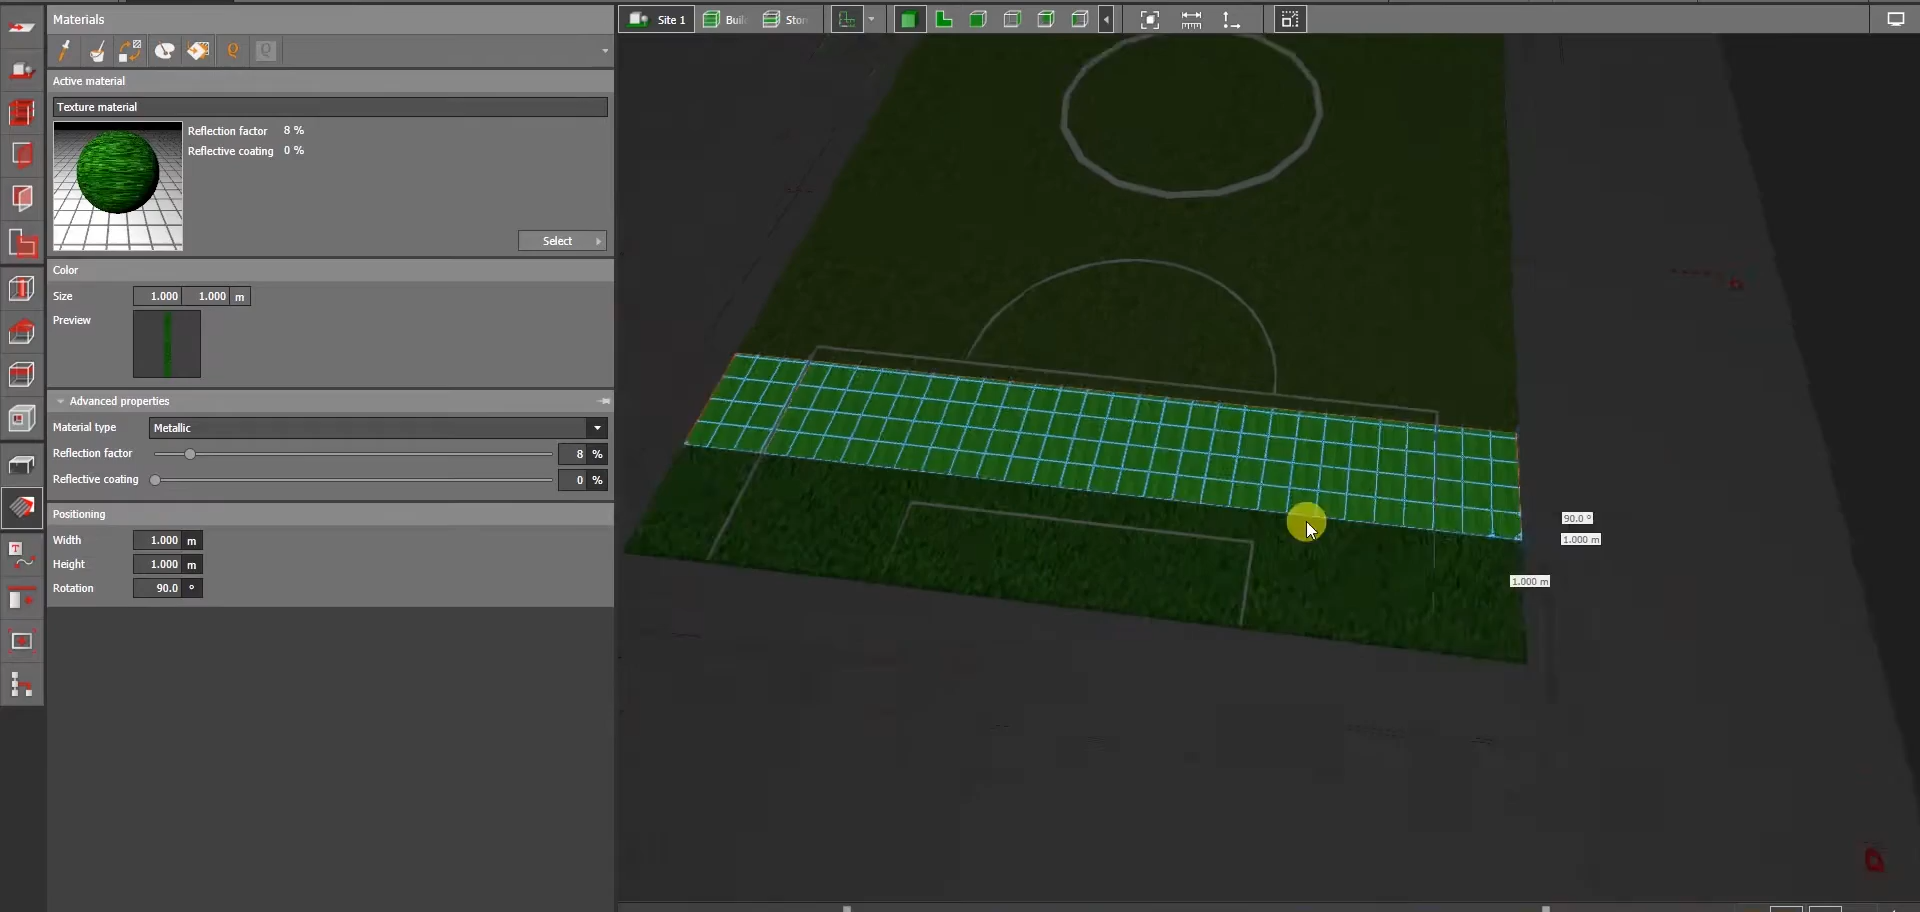 Materials
Site 1
Buil
Stor
Active material
Texture material
Reflection factor 8 %
Reflective coating 0 %
Select
Color
Size 1.000 1.000 m
Preview
Advanced properties
Material type Metallic
Reflection factor 8 %
Reflective coating 0 %
Positioning
Width 1.000 m
Height 1.000 m
Rotation 90.0 °
90.0 °
1.000 m
1.000 m